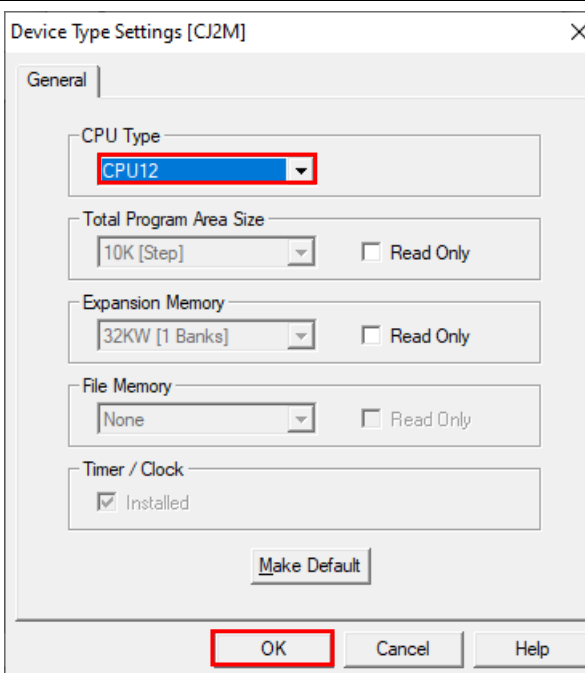 Device Type Settings [CJ2M]
General
CPU Type
CPU12
Total Program Area Size
10K [Step]
Read Only
Expansion Memory
32KW [1 Banks]
Read Only
File Memory
None
Read Only
Timer / Clock
Installed
Make Default
OK
Cancel
Help